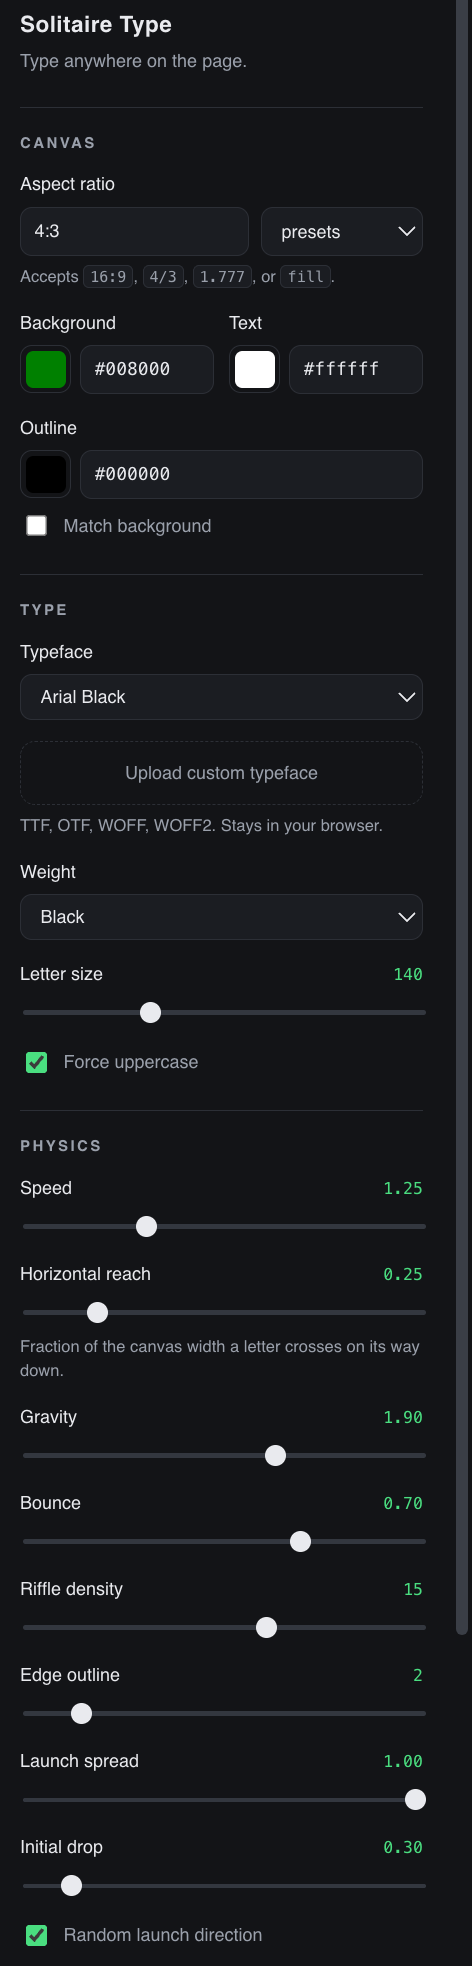 Solitaire Type
Type anywhere on the page.
CANVAS
Aspect ratio
4:3
presets
Accepts 16:9, 4/3, 1.777, or fill.
Background
Text
#008000
#ffffff
Outline
#000000
Match background
TYPE
Typeface
Arial Black
Upload custom typeface
TTF, OTF, WOFF, WOFF2. Stays in your browser.
Weight
Black
Letter size
140
Force uppercase
PHYSICS
Speed
1.25
Horizontal reach
0.25
Fraction of the canvas width a letter crosses on its way
down.
Gravity
1.90
Bounce
0.70
Riffle density
15
Edge outline
2
Launch spread
1.00
Initial drop
0.30
Random launch direction